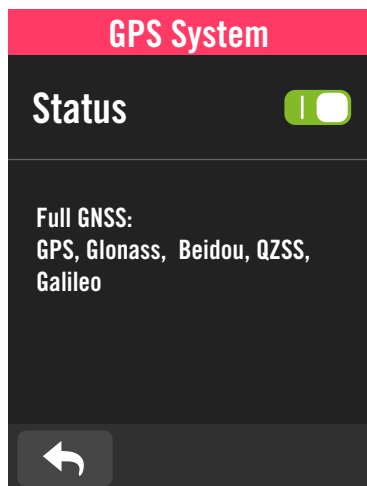 GPS System
Status
Full GNSS:
GPS, Glonass, Beidou, QZSS,
Galileo